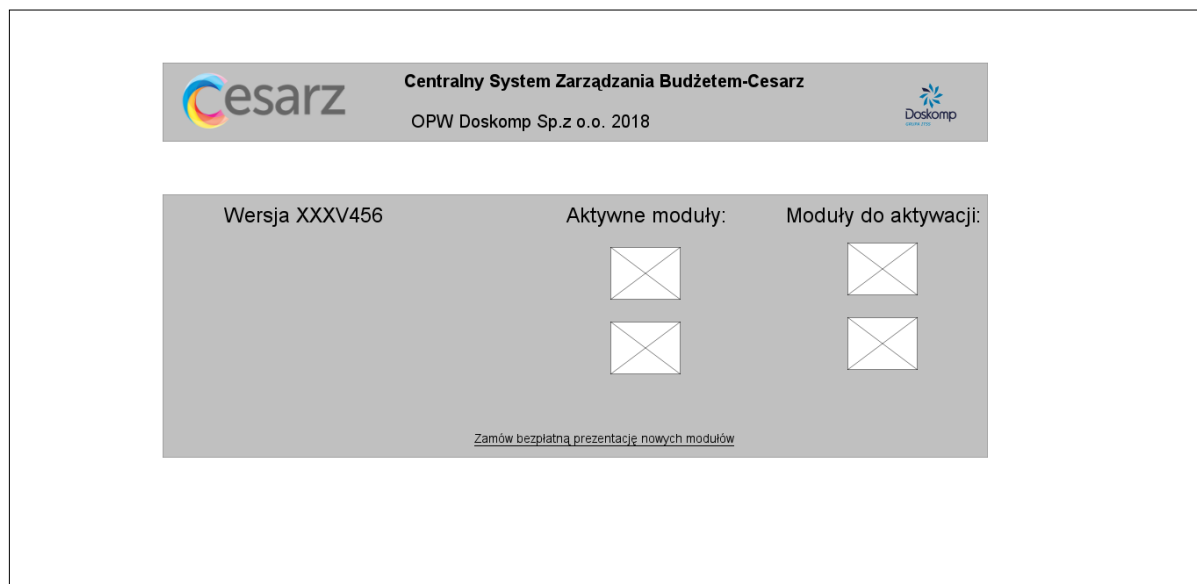 Cesarz
Centralny System Zarządzania Budżetem-Cesarz
OPW Doskomp Sp.z o.o. 2018
Doskomp
Wersja XXXV456
Aktywne moduły:
Moduły do aktywacji:
Zamów bezpłatną prezentację nowych modułów